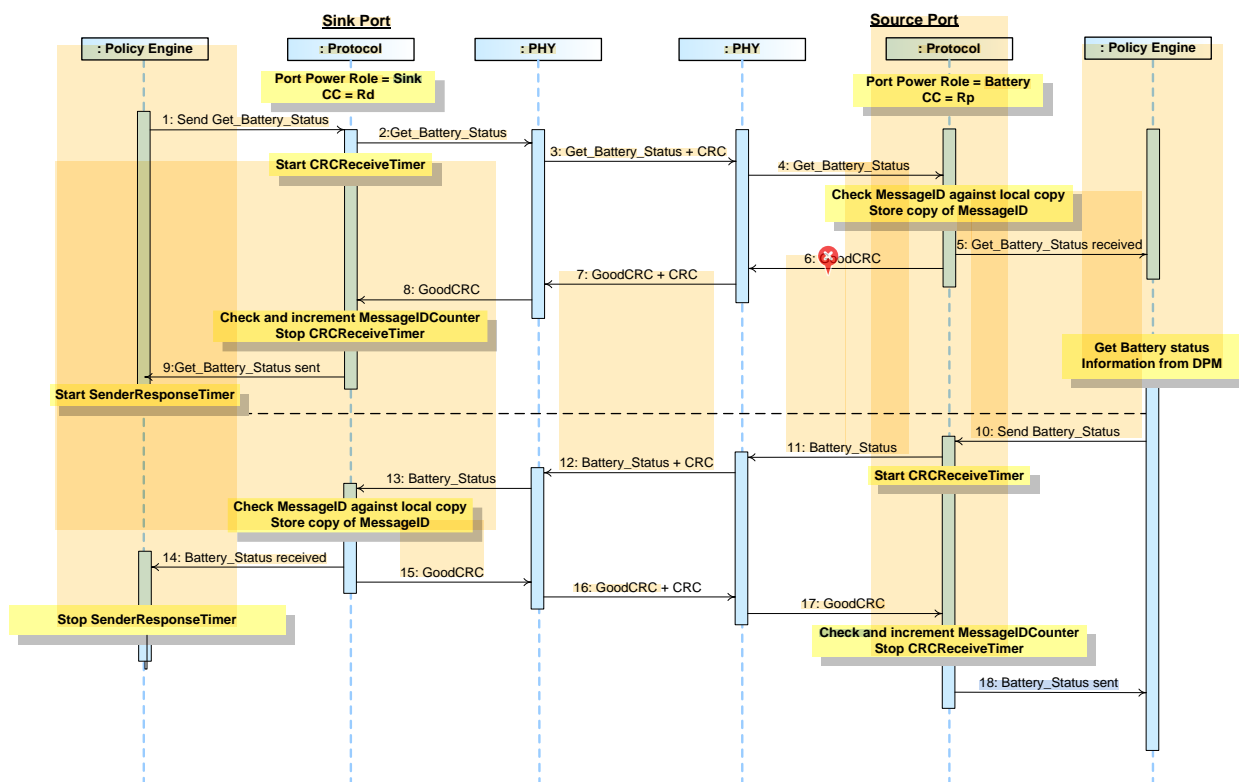 Sink Port
Source Port
: Policy Engine
: Protocol
: PHY
: PHY
: Protocol
: Policy Engine
Port Power Role = Sink
CC = Rd
Port Power Role = Battery
CC = Rp
1: Send Get_Battery_Status
2:Get_Battery_Status
Start CRCReceiveTimer
3: Get_Battery_Status + CRC
4: Get_Battery_Status
Check MessageID against local copy
Store copy of MessageID
5: Get_Battery_Status received
6: GoodCRC
7: GoodCRC + CRC
8: GoodCRC
Check and increment MessageIDCounter
Stop CRCReceiveTimer
Get Battery status
Information from DPM
9:Get_Battery_Status sent
Start SenderResponseTimer
10: Send Battery_Status
11: Battery_Status
Start CRCReceiveTimer
12: Battery_Status + CRC
13: Battery_Status
Check MessageID against local copy
Store copy of MessageID
14: Battery_Status received
15: GoodCRC
16: GoodCRC + CRC
17: GoodCRC
Stop SenderResponseTimer
Check and increment MessageIDCounter
Stop CRCReceiveTimer
18: Battery_Status sent